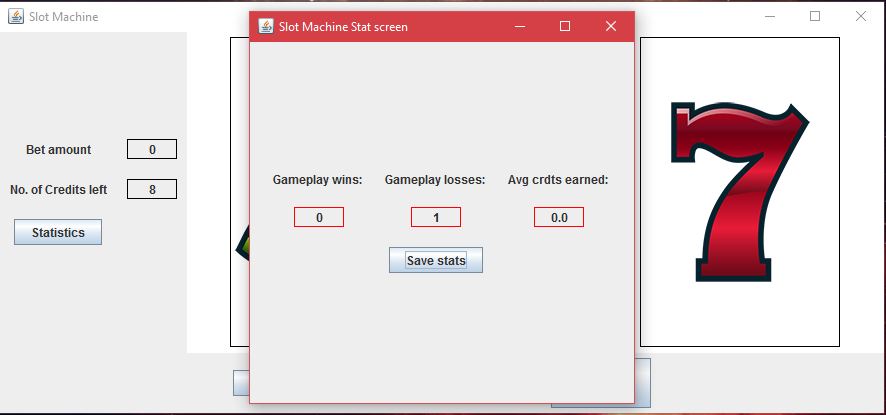 Slot Machine
Slot Machine Stat screen
Bet amount 0
No. of Credits left 8
Statistics
Gameplay wins: Gameplay losses: Avg crdts earned:
0 1 0.0
Save stats
7